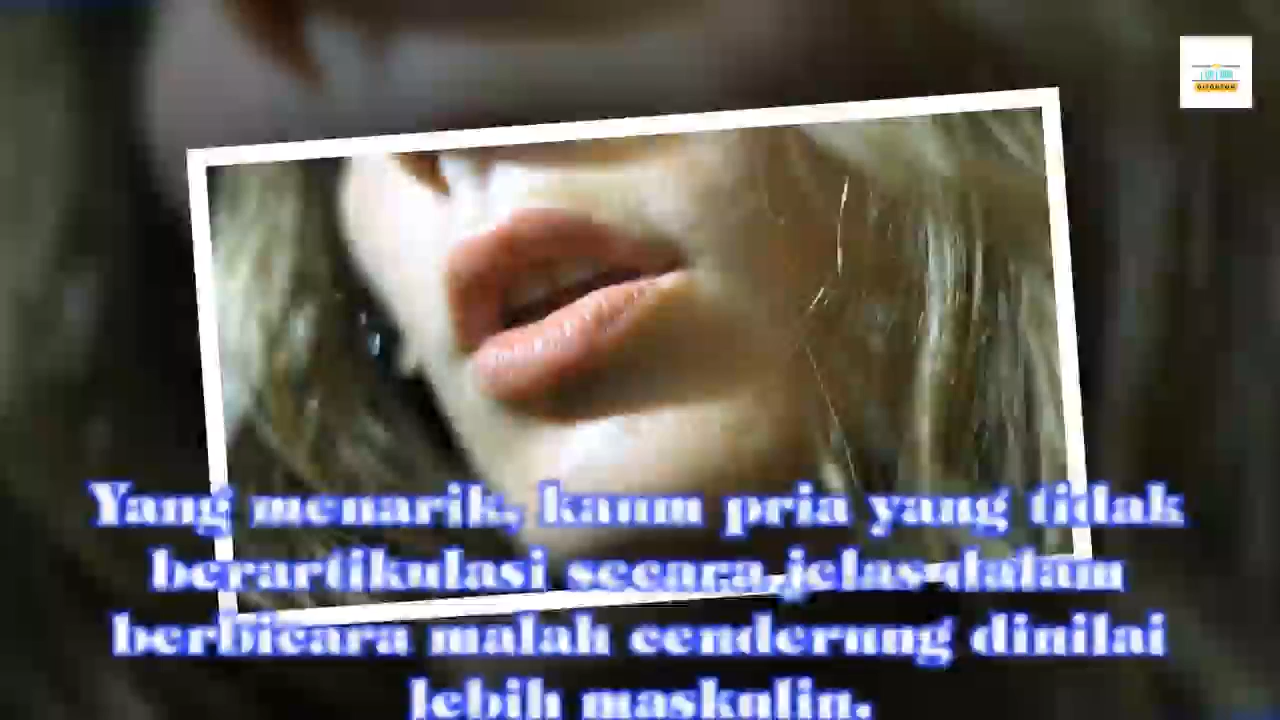 Yang menarik, kaum pria yang tidak
berartikulasi secara jelas dalam
berbicara malah cenderung dinilai
lebih maskulin.